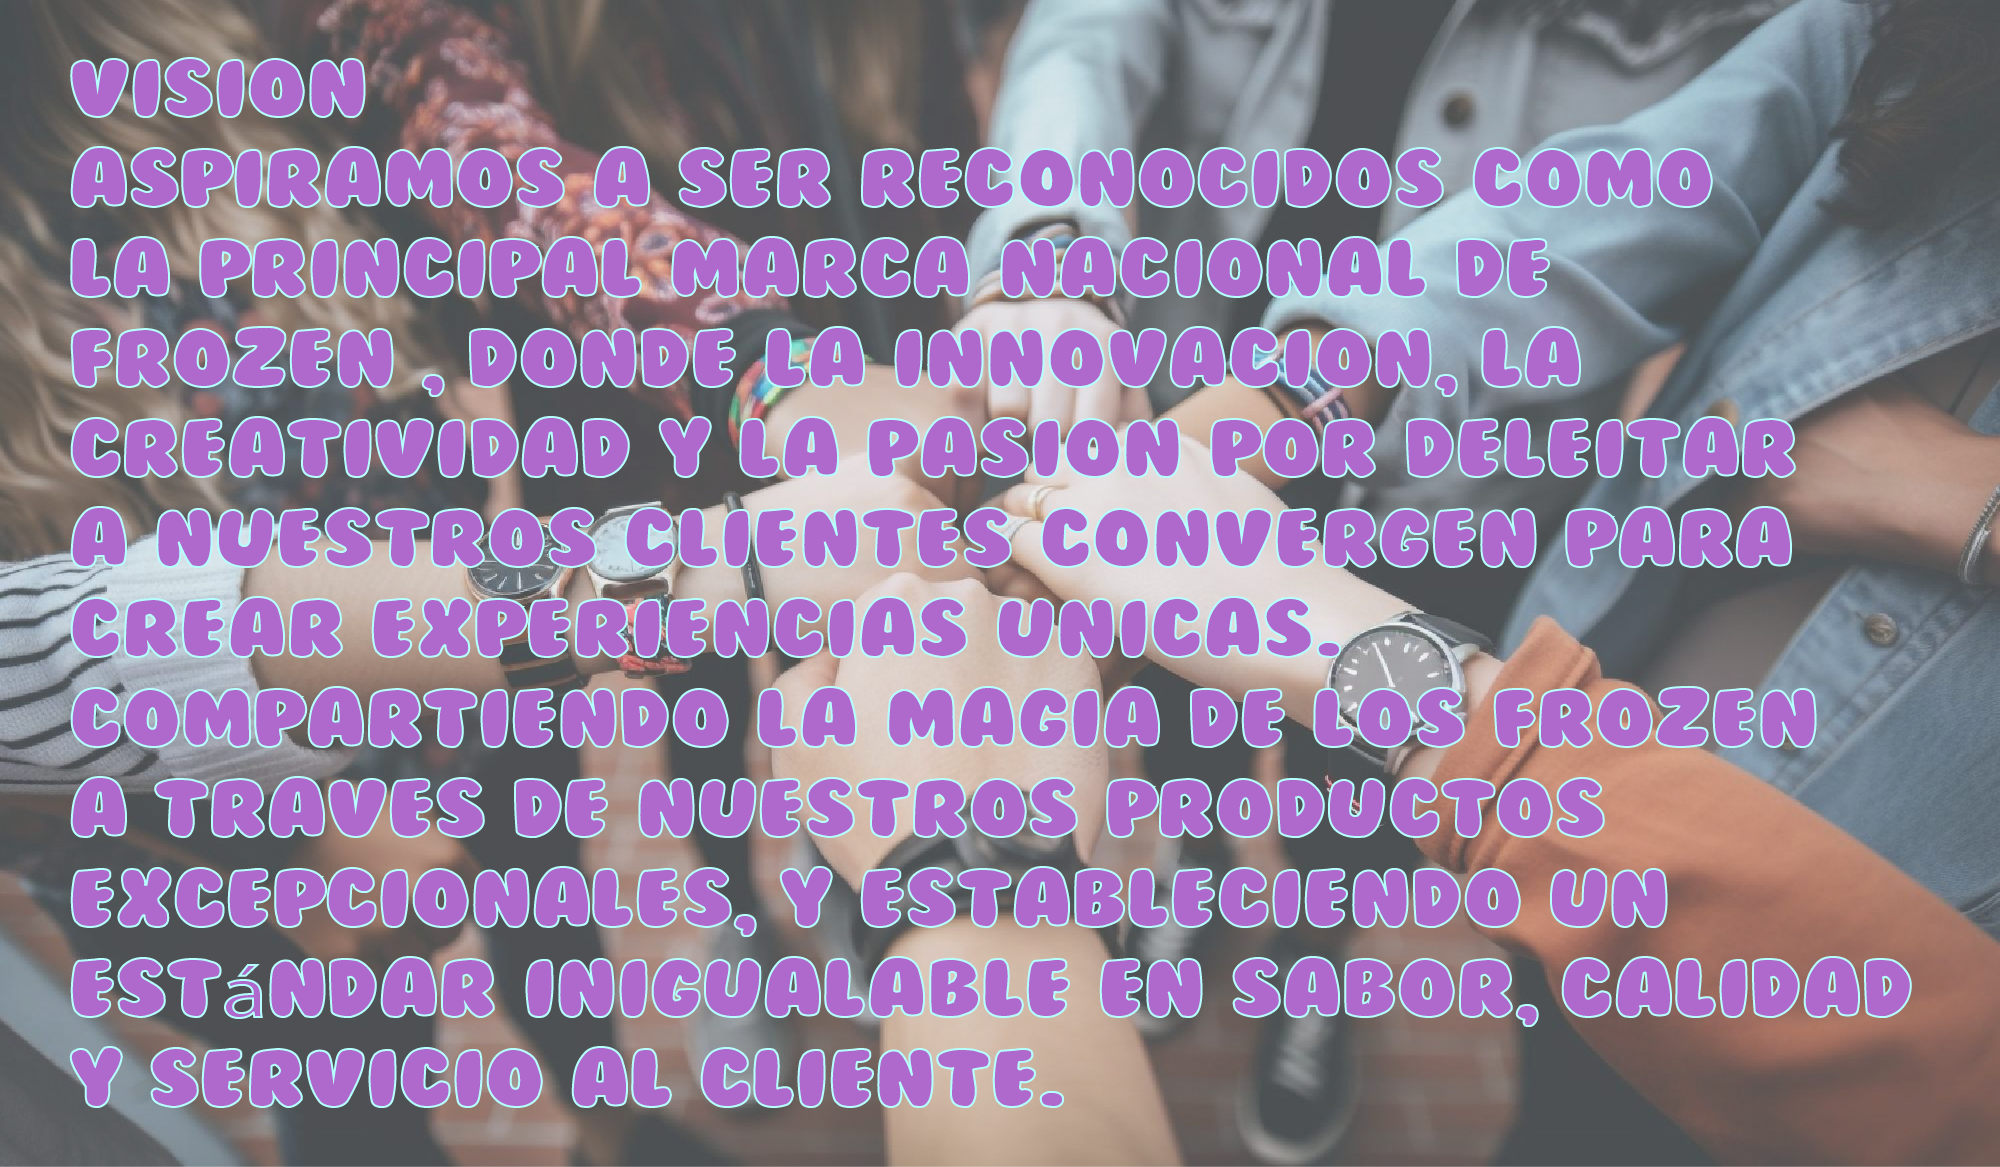 VISION
ASPIRAMOS A SER RECONOCIDOS COMO
LA PRINCIPAL MARCA NACIONAL DE
FROZEN , DONDE LA INNOVACION, LA
CREATIVIDAD Y LA PASION POR DELEITAR
A NUESTROS CLIENTES CONVERGEN PARA
CREAR EXPERIENCIAS UNICAS.
COMPARTIENDO LA MAGIA DE LOS FROZEN
A TRAVES DE NUESTROS PRODUCTOS
EXCEPCIONALES, Y ESTABLECIENDO UN
ESTáNDAR INIGUALABLE EN SABOR, CALIDAD
Y SERVICIO AL CLIENTE.